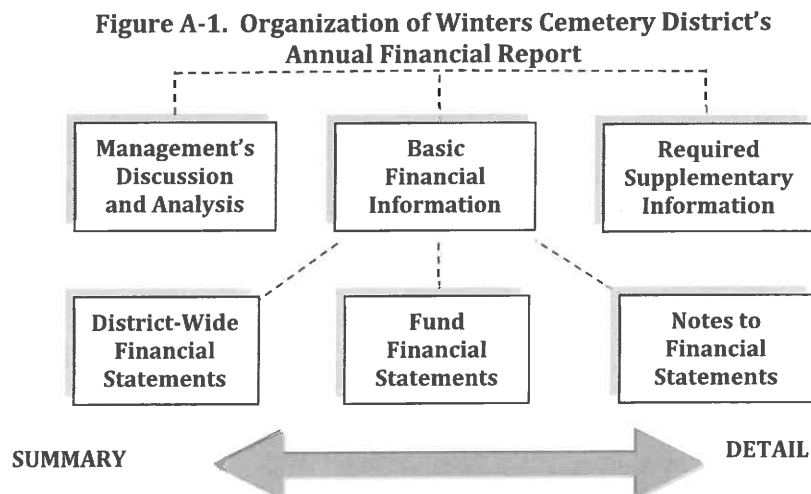 Figure A-1. Organization of Winters Cemetery District's
Annual Financial Report
Management's
Discussion
and Analysis
Basic
Financial
Information
Required
Supplementary
Information
District-Wide
Financial
Statements
Fund
Financial
Statements
Notes to
Financial
Statements
SUMMARY
DETAIL